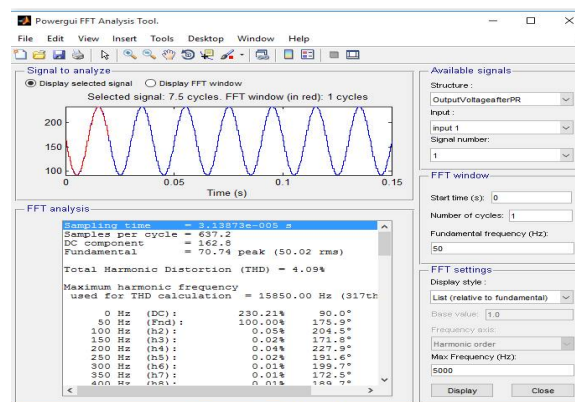 Powergui FFT Analysis Tool.
File Edit View Insert Tools Desktop Window Help
Signal to analyze
Display selected signal Display FFT window
Selected signal: 7.5 cycles. FFT window (in red): 1 cycles
200
150
100
0 0.05 0.1 0.15
Time (s)
FFT analysis
Sampling time = 3.13873e-005 s
Samples per cycle = 637.2
DC component = 162.8
Fundamental = 70.74 peak (50.02 rms)
Total Harmonic Distortion (THD) = 4.09%
Maximum harmonic frequency
used for THD calculation = 15850.00 Hz (317th
0 Hz (DC): 230.21% 90.0°
50 Hz (Fnd): 100.00% 175.9°
100 Hz (h2): 0.05% 204.5°
150 Hz (h3): 0.02% 171.8°
200 Hz (h4): 0.04% 227.9°
250 Hz (h5): 0.02% 191.6°
300 Hz (h6): 0.01% 199.7°
350 Hz (h7): 0.01% 172.5°
400 Hz (h8): 0.01% 189.7°
Available signals
Structure :
OutputVoltageafterPR
Input :
input 1
Signal number:
1
FFT window
Start time (s): 0
Number of cycles: 1
Fundamental frequency (Hz):
50
FFT settings
Display style :
List (relative to fundamental)
Base value: 1.0
Frequency axis:
Harmonic order
Max Frequency (Hz):
5000
Display Close